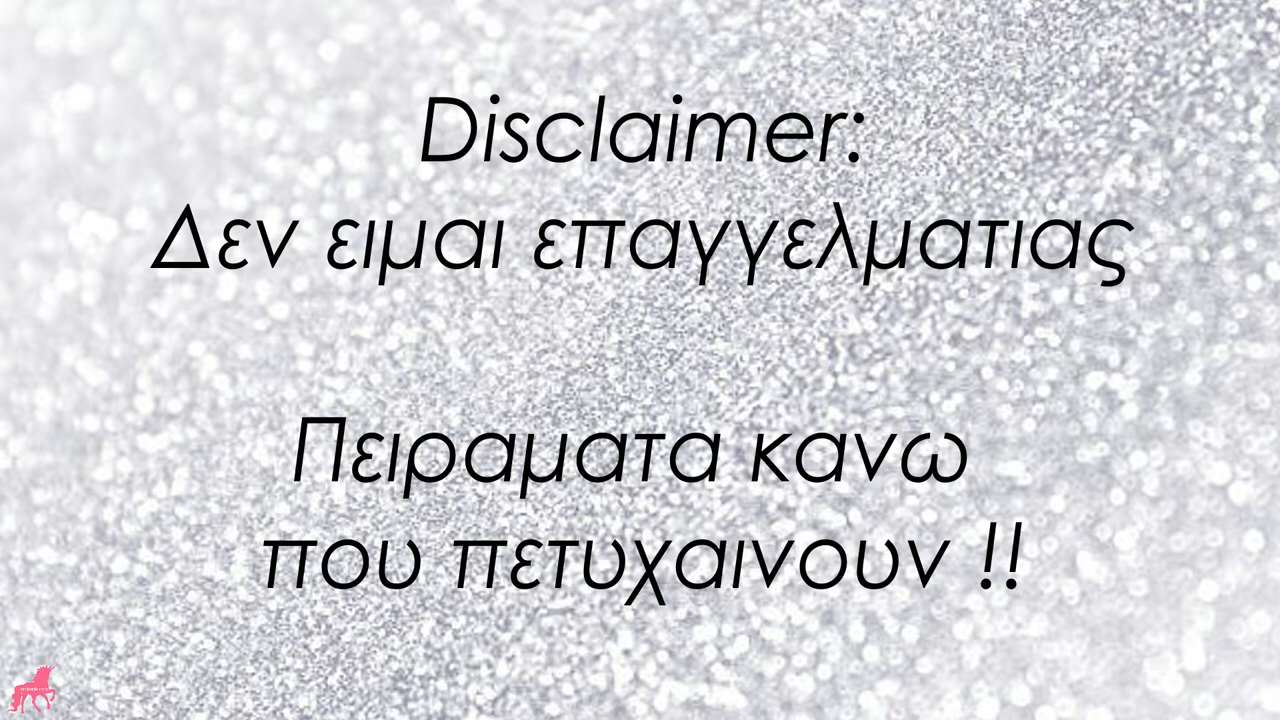 Disclaimer:
Δεν ειμαι επαγγελματιας
Πειραματα κανω
που πετυχαινουν !!